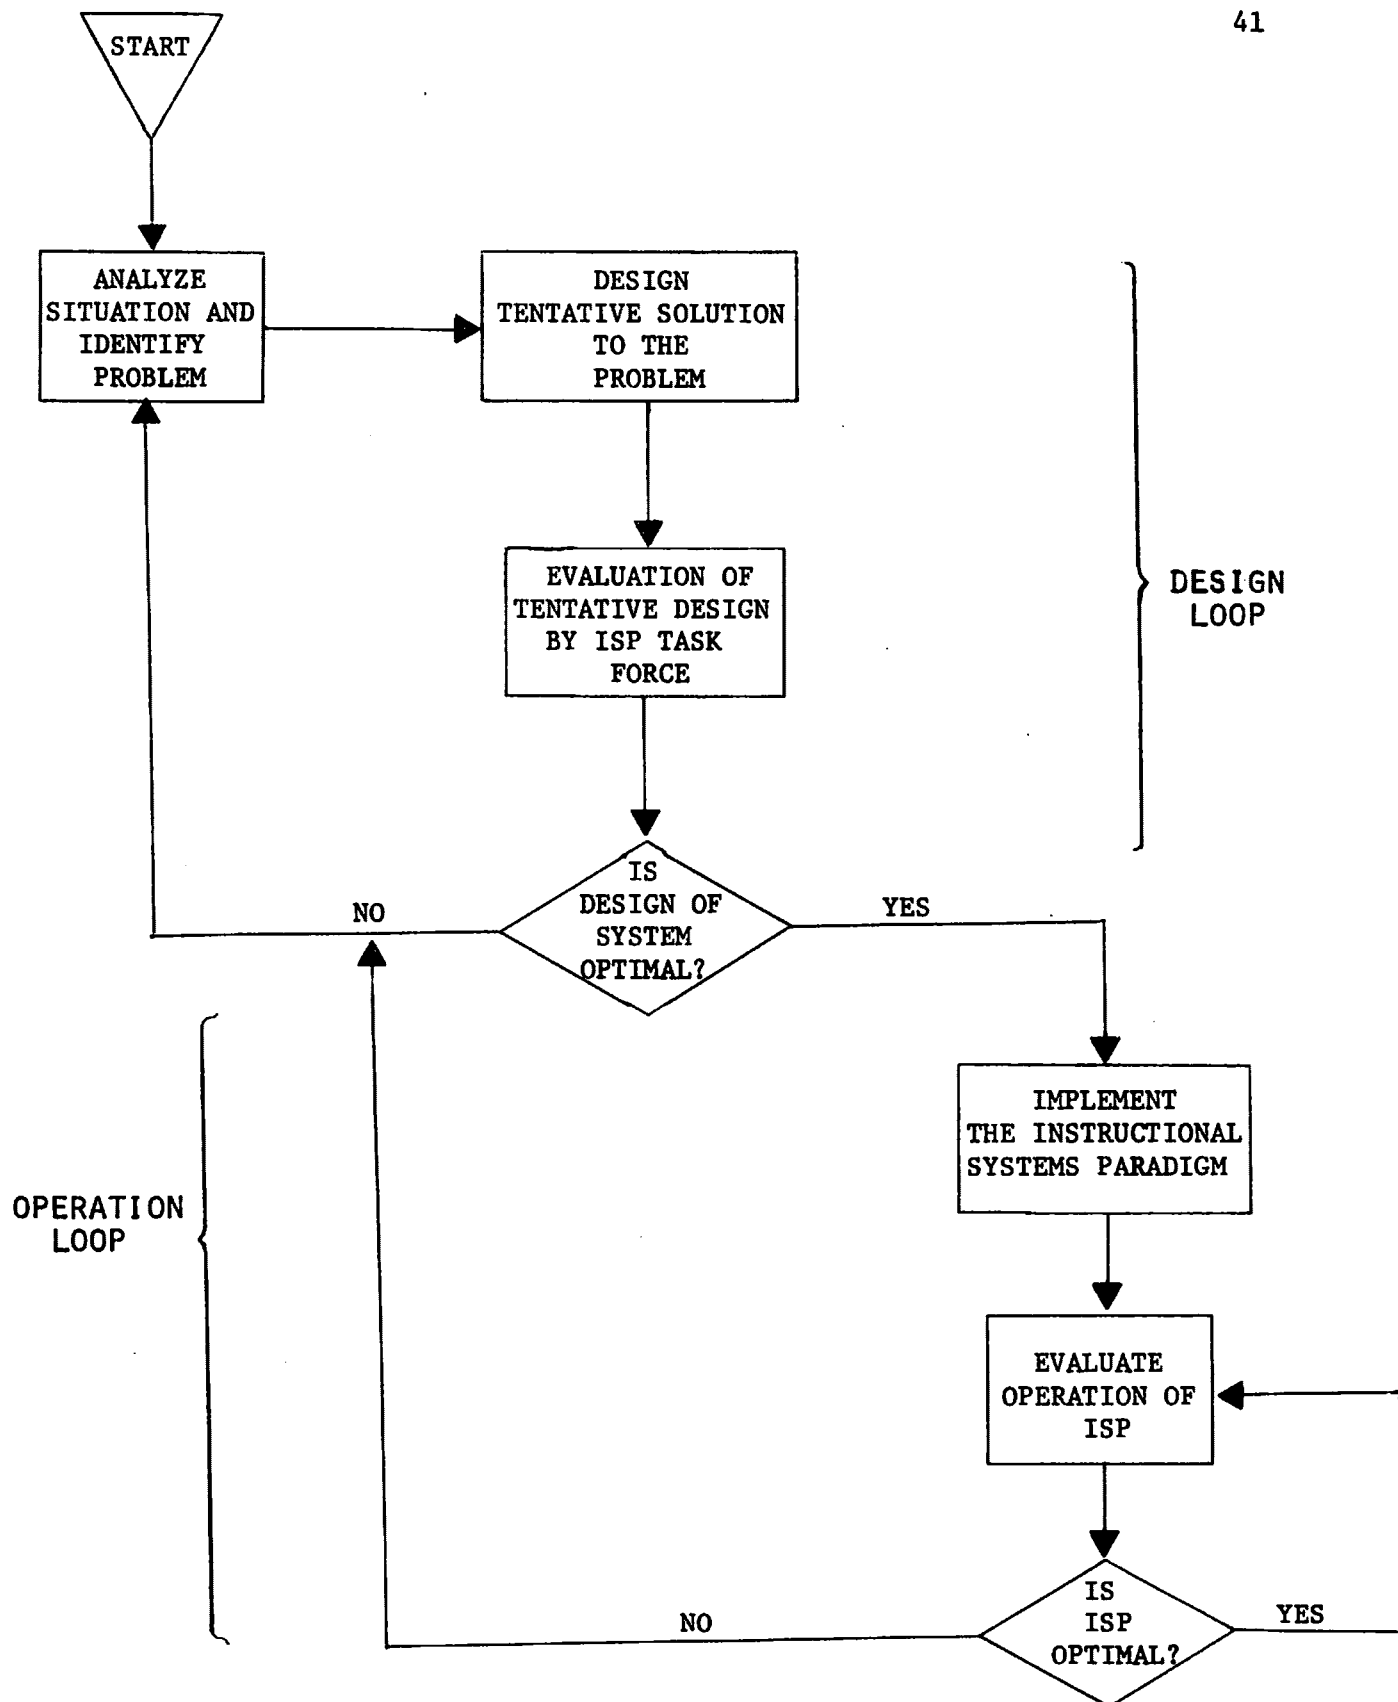 41
START
ANALYZE
SITUATION AND
IDENTIFY
PROBLEM
DESIGN
TENTATIVE SOLUTION
TO THE
PROBLEM
EVALUATION OF
TENTATIVE DESIGN
BY ISP TASK
FORCE
DESIGN
LOOP
IS
DESIGN OF
SYSTEM
OPTIMAL?
NO
YES
IMPLEMENT
THE INSTRUCTIONAL
SYSTEMS PARADIGM
OPERATION
LOOP
EVALUATE
OPERATION OF
ISP
IS
ISP
OPTIMAL?
NO
YES